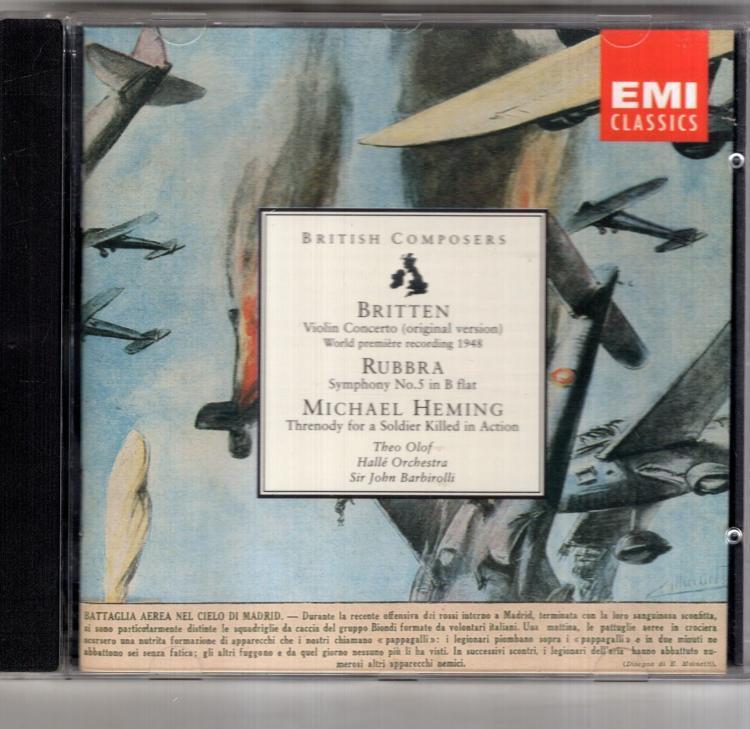 EMI
CLASSICS
BRITISH COMPOSERS
BRITTEN
Violin Concerto (original version)
World première recording 1948
RUBBRA
Symphony No.5 in B flat
MICHAEL HEMING
Threnody for a Soldier Killed in Action
Theo Olof
Hallé Orchestra
Sir John Barbirolli
BATTAGLIA AEREA NEL CIELO DI MADRID. — Durante la recente offensiva dei rossi intorno a Madrid, terminata con la loro sanguinosa sconfitta,
si sono particolarmente distinte le squadriglie da caccia del gruppo Biondi formate da volontari italiani. Una mattina, le pattuglie aeree in crociera
scorsero una nutrita formazione di apparecchi che i nostri chiamano «pappagalli»: i legionari piombano sopra i «pappagalli» e in due minuti ne
abbattono sei senza fatica; gli altri fuggono e da quel giorno nessuno più li ha visti. In successivi scontri, i legionari dell'aria hanno abbattuto nu-
merosi altri apparecchi nemici.
(Disegno di E.